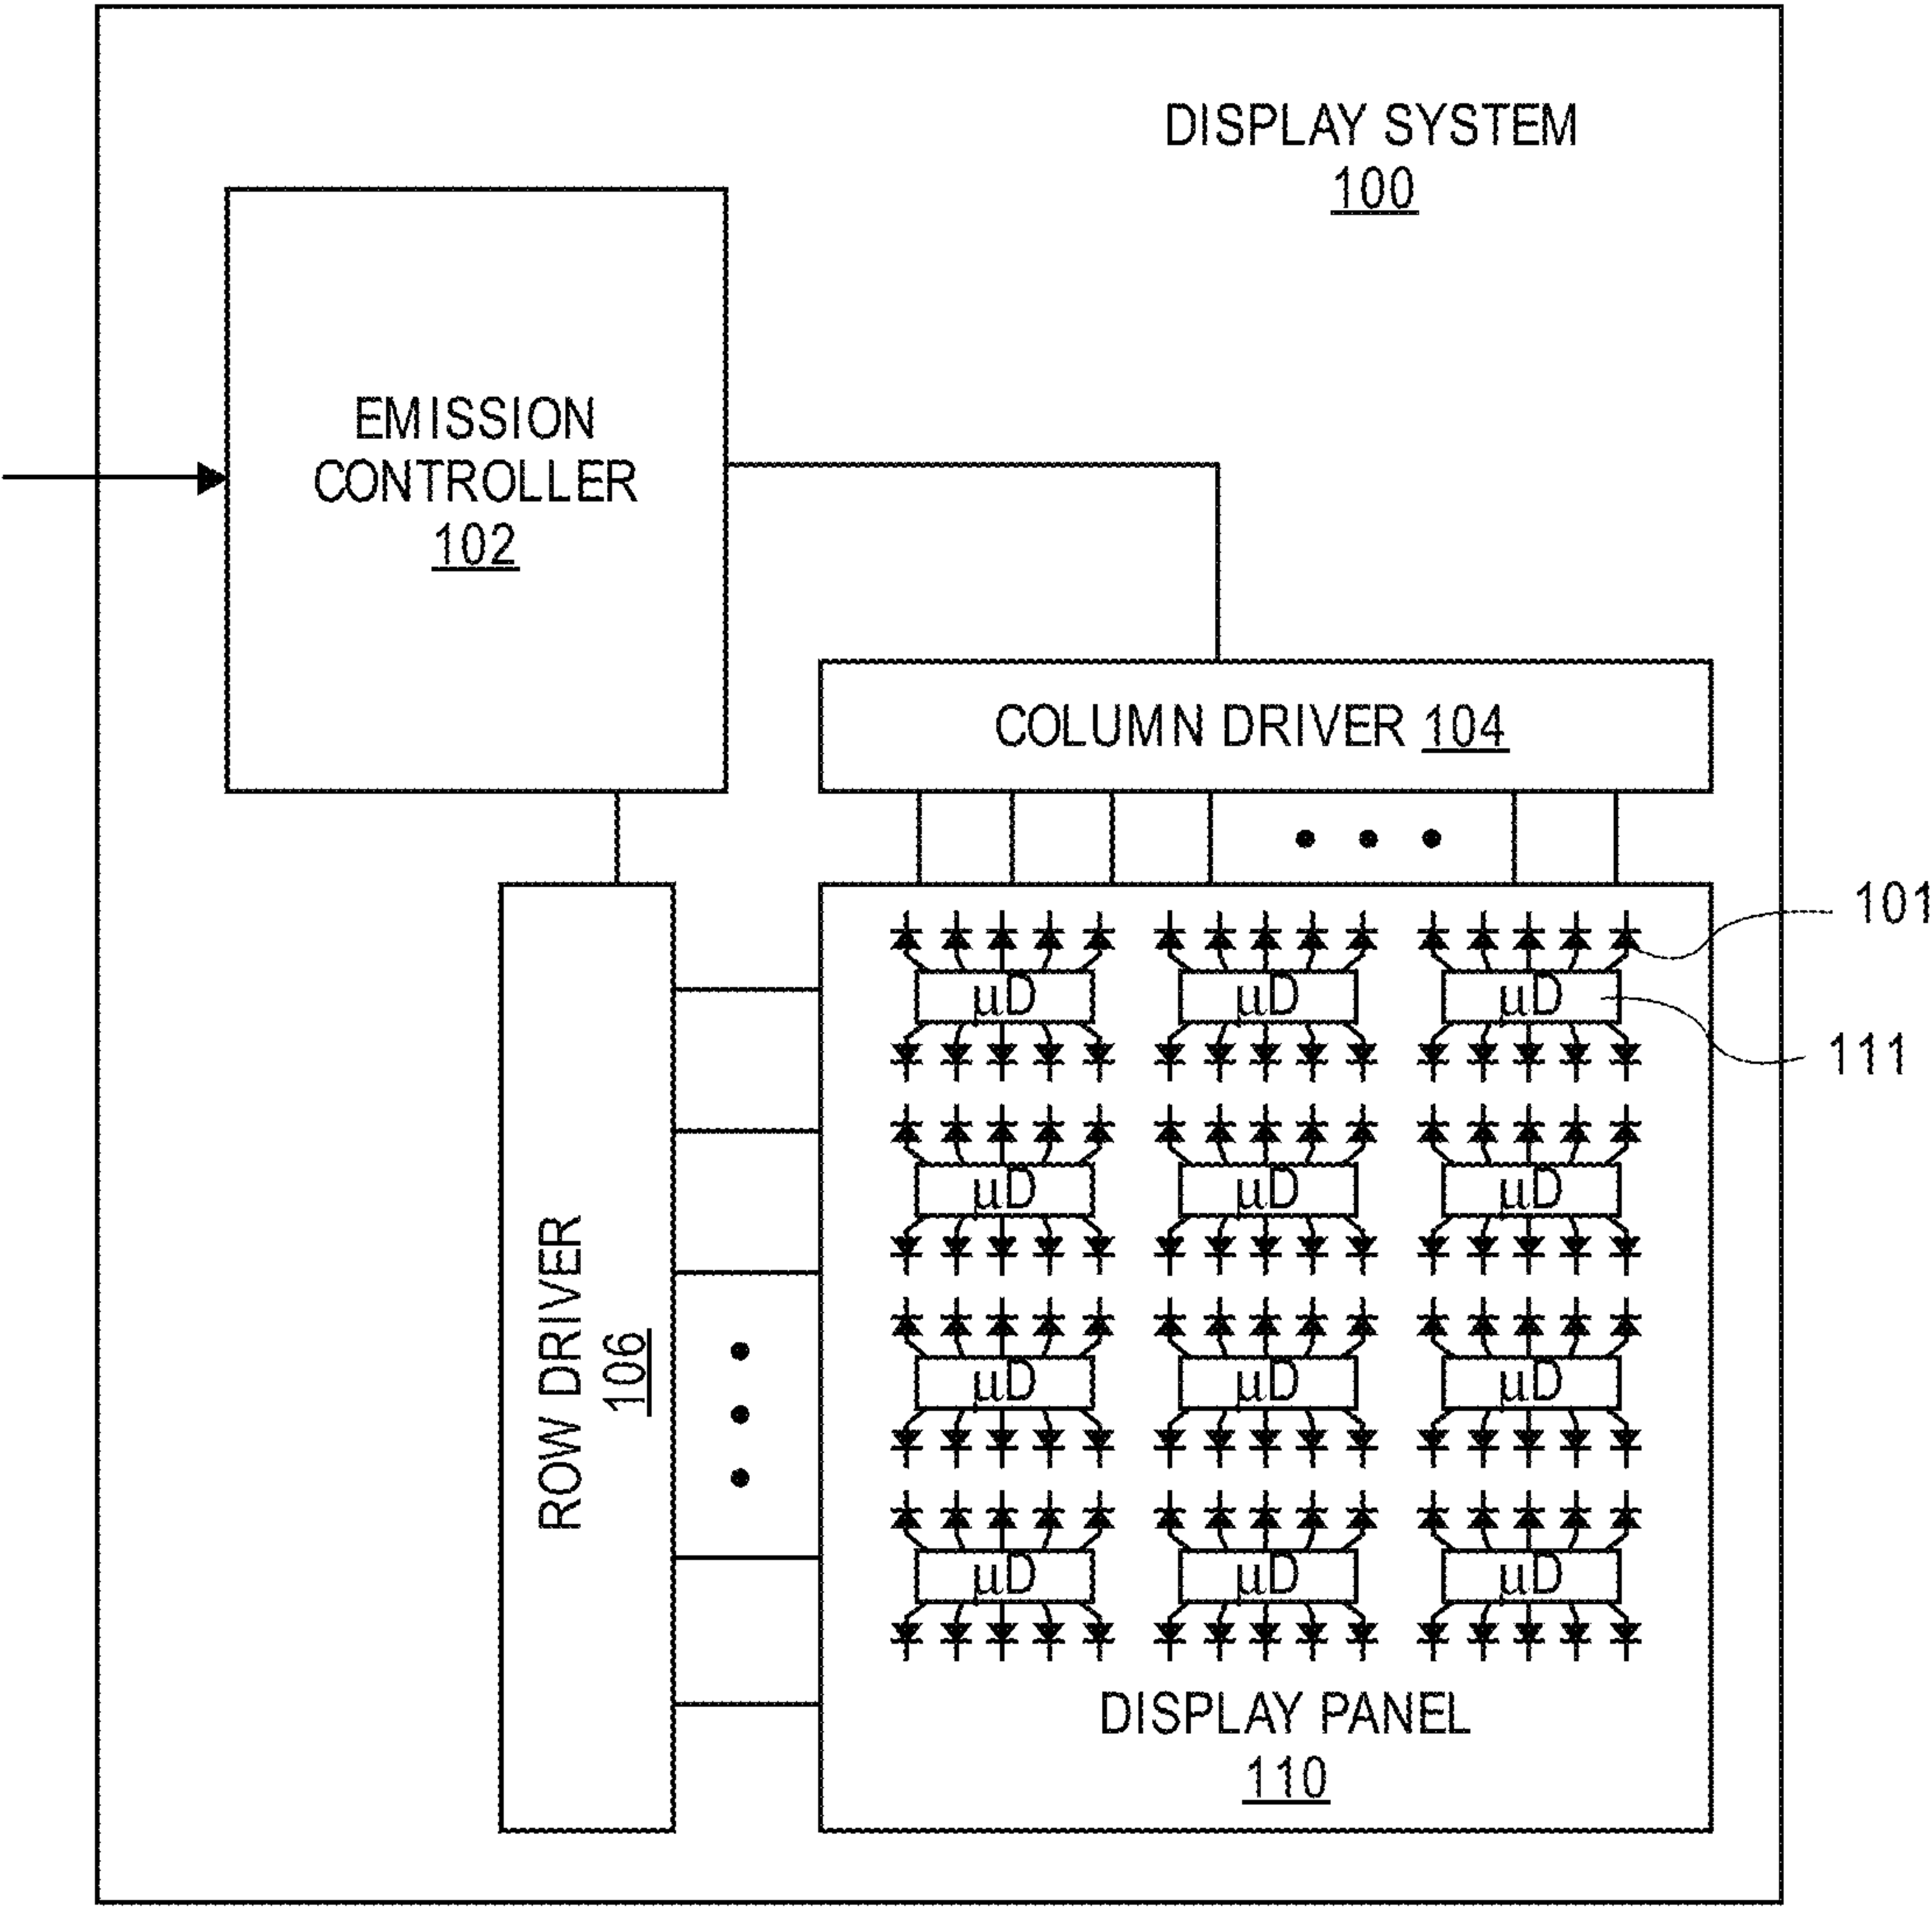 DISPLAY SYSTEM
100
EMISSION
CONTROLLER
102
COLUMN DRIVER 104
101
µD µD µD
111
µD µD µD
µD µD µD
µD µD µD
ROW DRIVER
106
DISPLAY PANEL
110